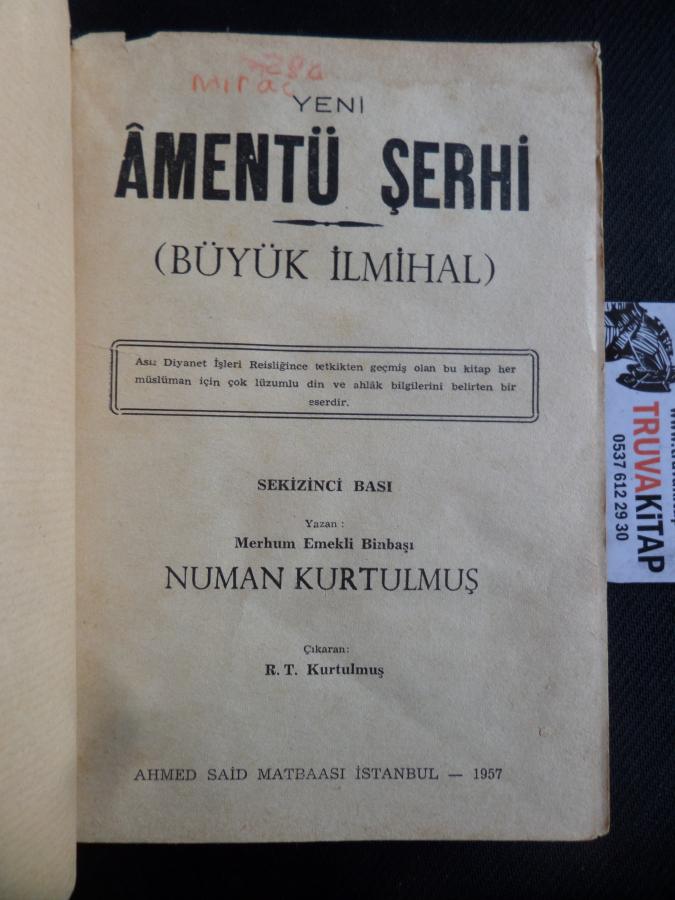 Miraç
YENİ
ÂMENTÜ ŞERHİ
(BÜYÜK İLMİHAL)
Aslı Diyanet İşleri Reisliğince tetkikten geçmiş olan bu kitap her
müslüman için çok lüzumlu din ve ahlâk bilgilerini belirten bir
eserdir.
SEKİZİNCİ BASI
Yazan :
Merhum Emekli Binbaşı
NUMAN KURTULMUŞ
Çıkaran:
R. T. Kurtulmuş
AHMED SAİD MATBAASI İSTANBUL — 1957
TRUVAKİTAP
0537 612 29 30